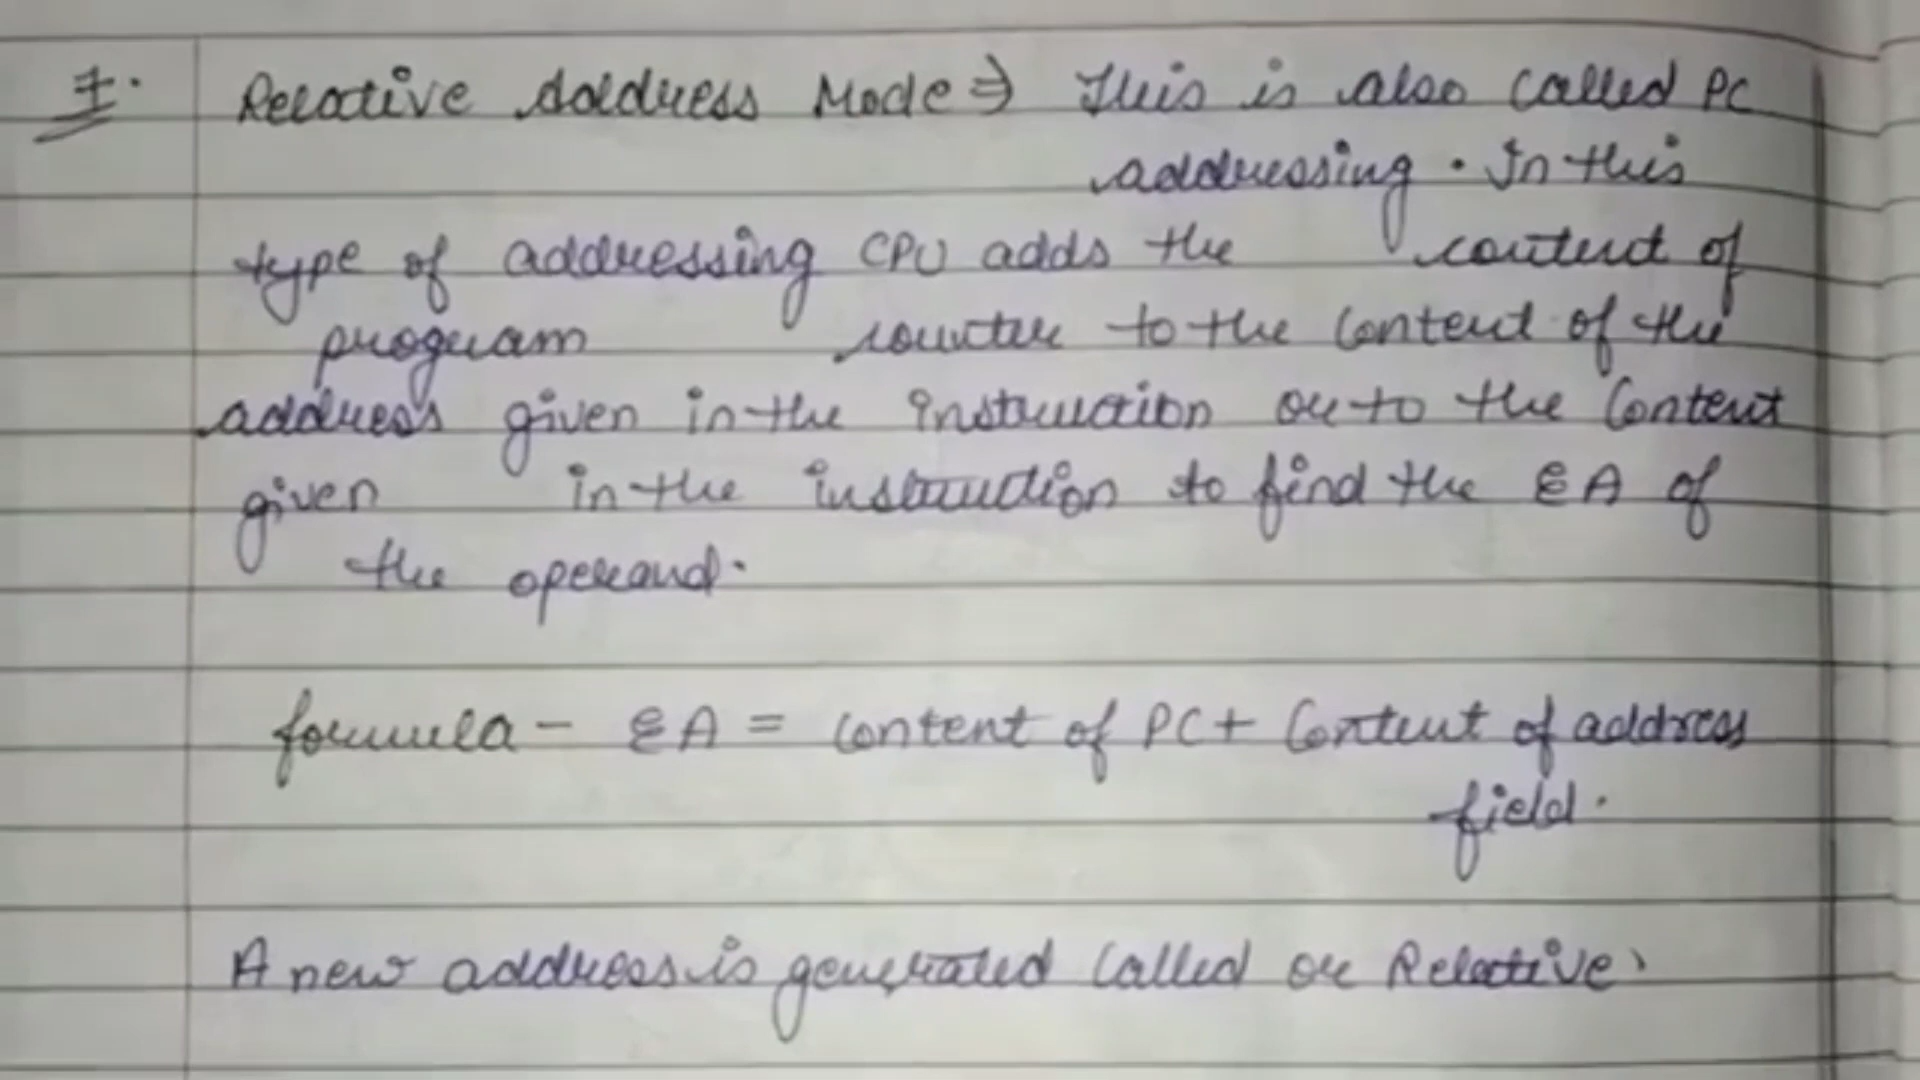 7. Relative Address Mode ⇒ This is also called PC
addressing. In this
type of addressing CPU adds the content of
program counter to the content of the
address given in the instruction or to the content
given in the instruction to find the EA of
the operand.
formula - EA = content of PC + Content of address
field.
A new address is generated called or Relative.